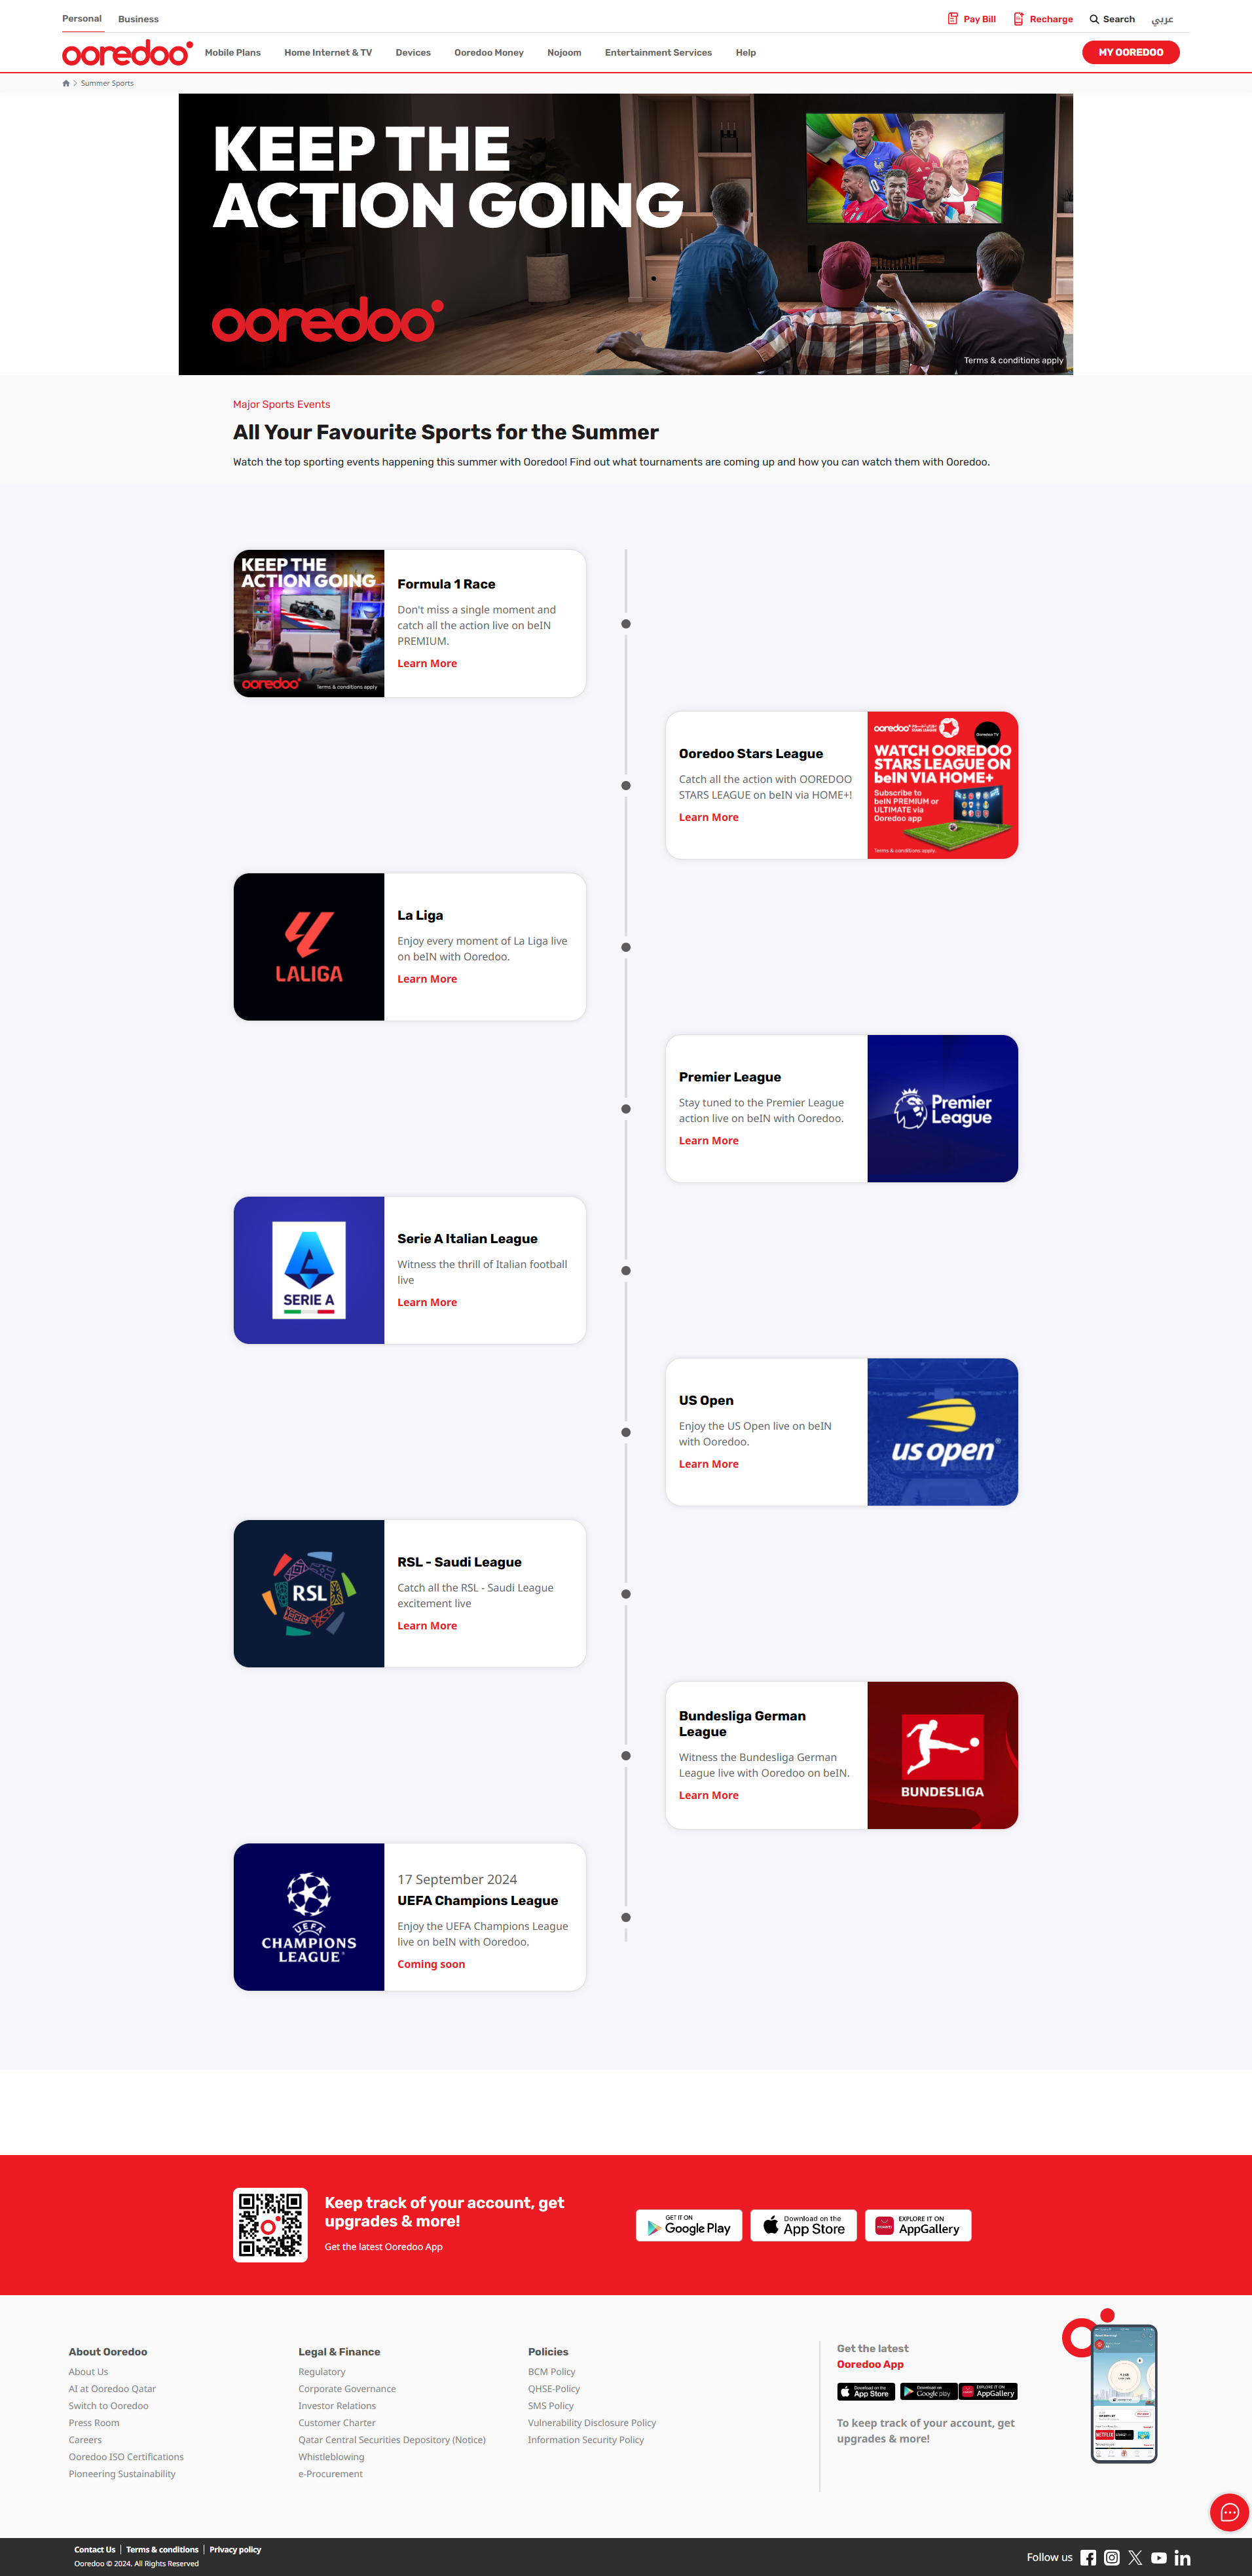 Personal
Business
Pay Bill
Recharge
Search
عربي
ooredoo
Mobile Plans
Home Internet & TV
Devices
Ooredoo Money
Nojoom
Entertainment Services
Help
MY OOREDOO
Summer Sports
KEEP THE
ACTION GOING
ooredoo
Terms & conditions apply
Major Sports Events
All Your Favourite Sports for the Summer
Watch the top sporting events happening this summer with Ooredoo! Find out what tournaments are coming up and how you can watch them with Ooredoo.
KEEP THE
ACTION GOING
ooredoo
Terms & conditions apply
Formula 1 Race
Don't miss a single moment and
catch all the action live on beIN
PREMIUM.
Learn More
Ooredoo Stars League
Catch all the action with OOREDOO
STARS LEAGUE on beIN via HOME+!
Learn More
ooredoo
STARS LEAGUE
Ooredoo TV
WATCH OOREDOO
STARS LEAGUE ON
beIN VIA HOME+
Subscribe to
beIN PREMIUM or
ULTIMATE via
Ooredoo app
Terms & conditions apply.
LALIGA
La Liga
Enjoy every moment of La Liga live
on beIN with Ooredoo.
Learn More
Premier League
Stay tuned to the Premier League
action live on beIN with Ooredoo.
Learn More
Premier
League
SERIE A
Serie A Italian League
Witness the thrill of Italian football
live
Learn More
US Open
Enjoy the US Open live on beIN
with Ooredoo.
Learn More
us open®
RSL
RSL - Saudi League
Catch all the RSL - Saudi League
excitement live
Learn More
Bundesliga German
League
Witness the Bundesliga German
League live with Ooredoo on beIN.
Learn More
BUNDESLIGA
UEFA
CHAMPIONS
LEAGUE
17 September 2024
UEFA Champions League
Enjoy the UEFA Champions League
live on beIN with Ooredoo.
Coming soon
Keep track of your account, get
upgrades & more!
Get the latest Ooredoo App
GET IT ON
Google Play
Download on the
App Store
HUAWEI
EXPLORE IT ON
AppGallery
About Ooredoo
About Us
AI at Ooredoo Qatar
Switch to Ooredoo
Press Room
Careers
Ooredoo ISO Certifications
Pioneering Sustainability
Legal & Finance
Regulatory
Corporate Governance
Investor Relations
Customer Charter
Qatar Central Securities Depository (Notice)
Whistleblowing
e-Procurement
Policies
BCM Policy
QHSE-Policy
SMS Policy
Vulnerability Disclosure Policy
Information Security Policy
Get the latest
Ooredoo App
Download on the
App Store
Download on
Google play
EXPLORE IT ON
AppGallery
To keep track of your account, get
upgrades & more!
NETFLIX
Contact Us
Terms & conditions
Privacy policy
Ooredoo © 2024. All Rights Reserved
Follow us